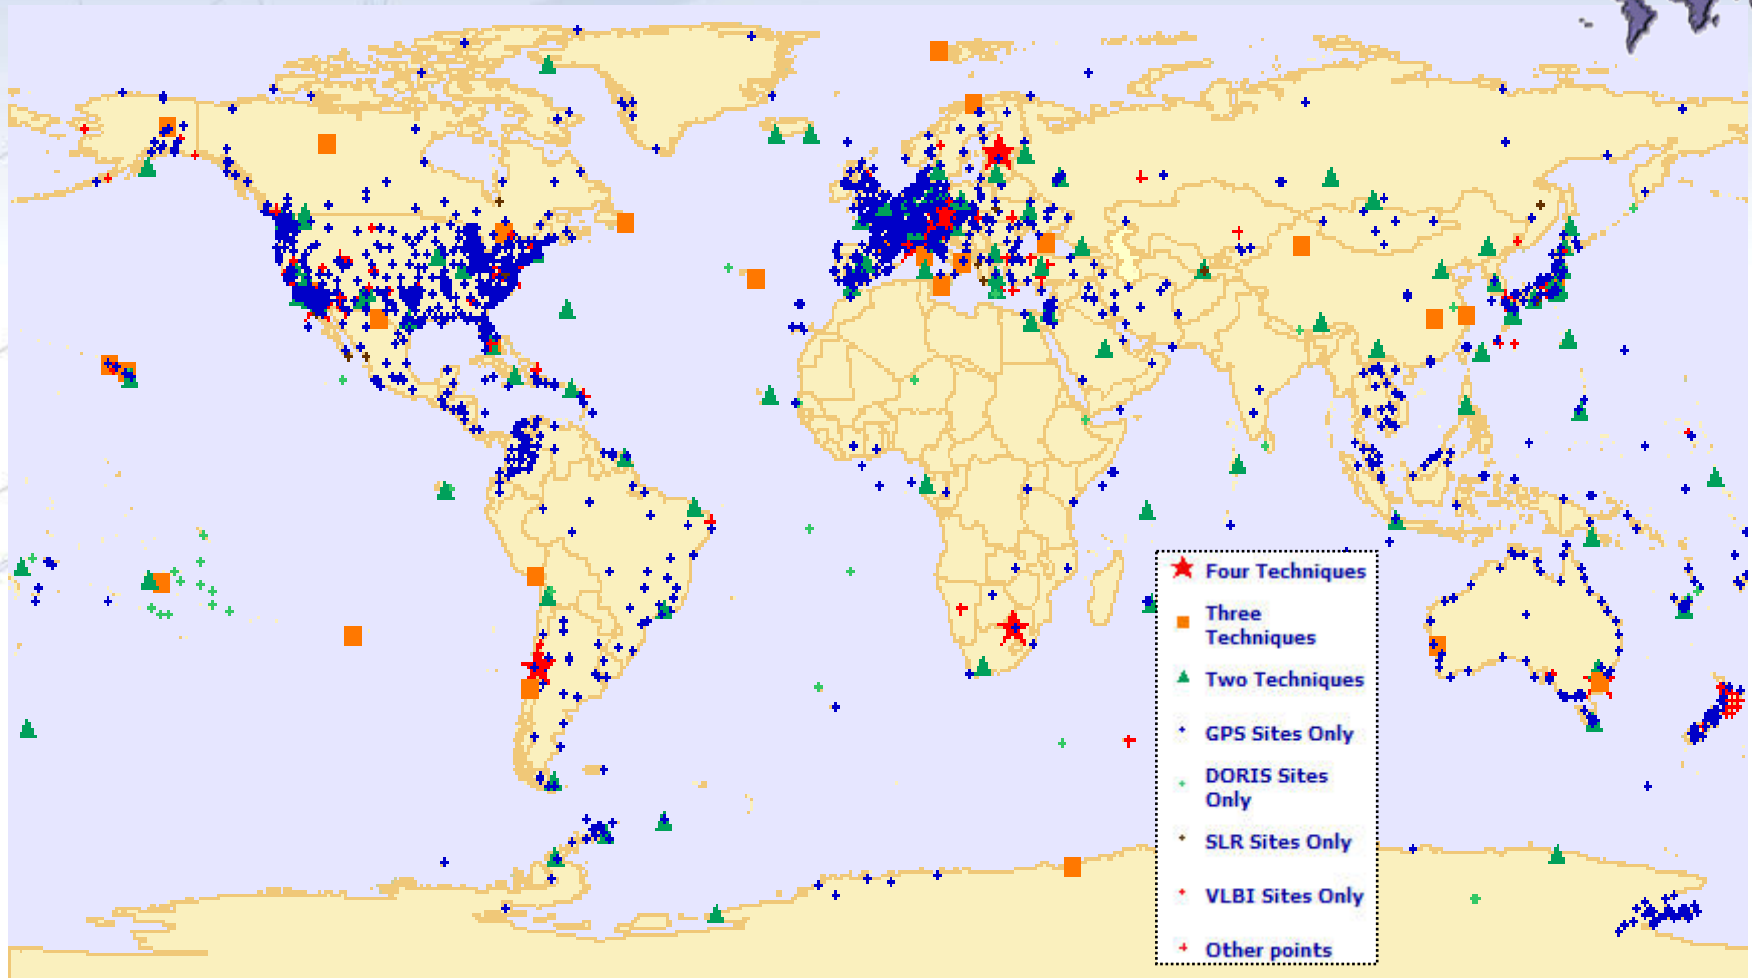 Four Techniques
Three
Techniques
Two Techniques
GPS Sites Only
DORIS Sites
Only
SLR Sites Only
VLBI Sites Only
Other points